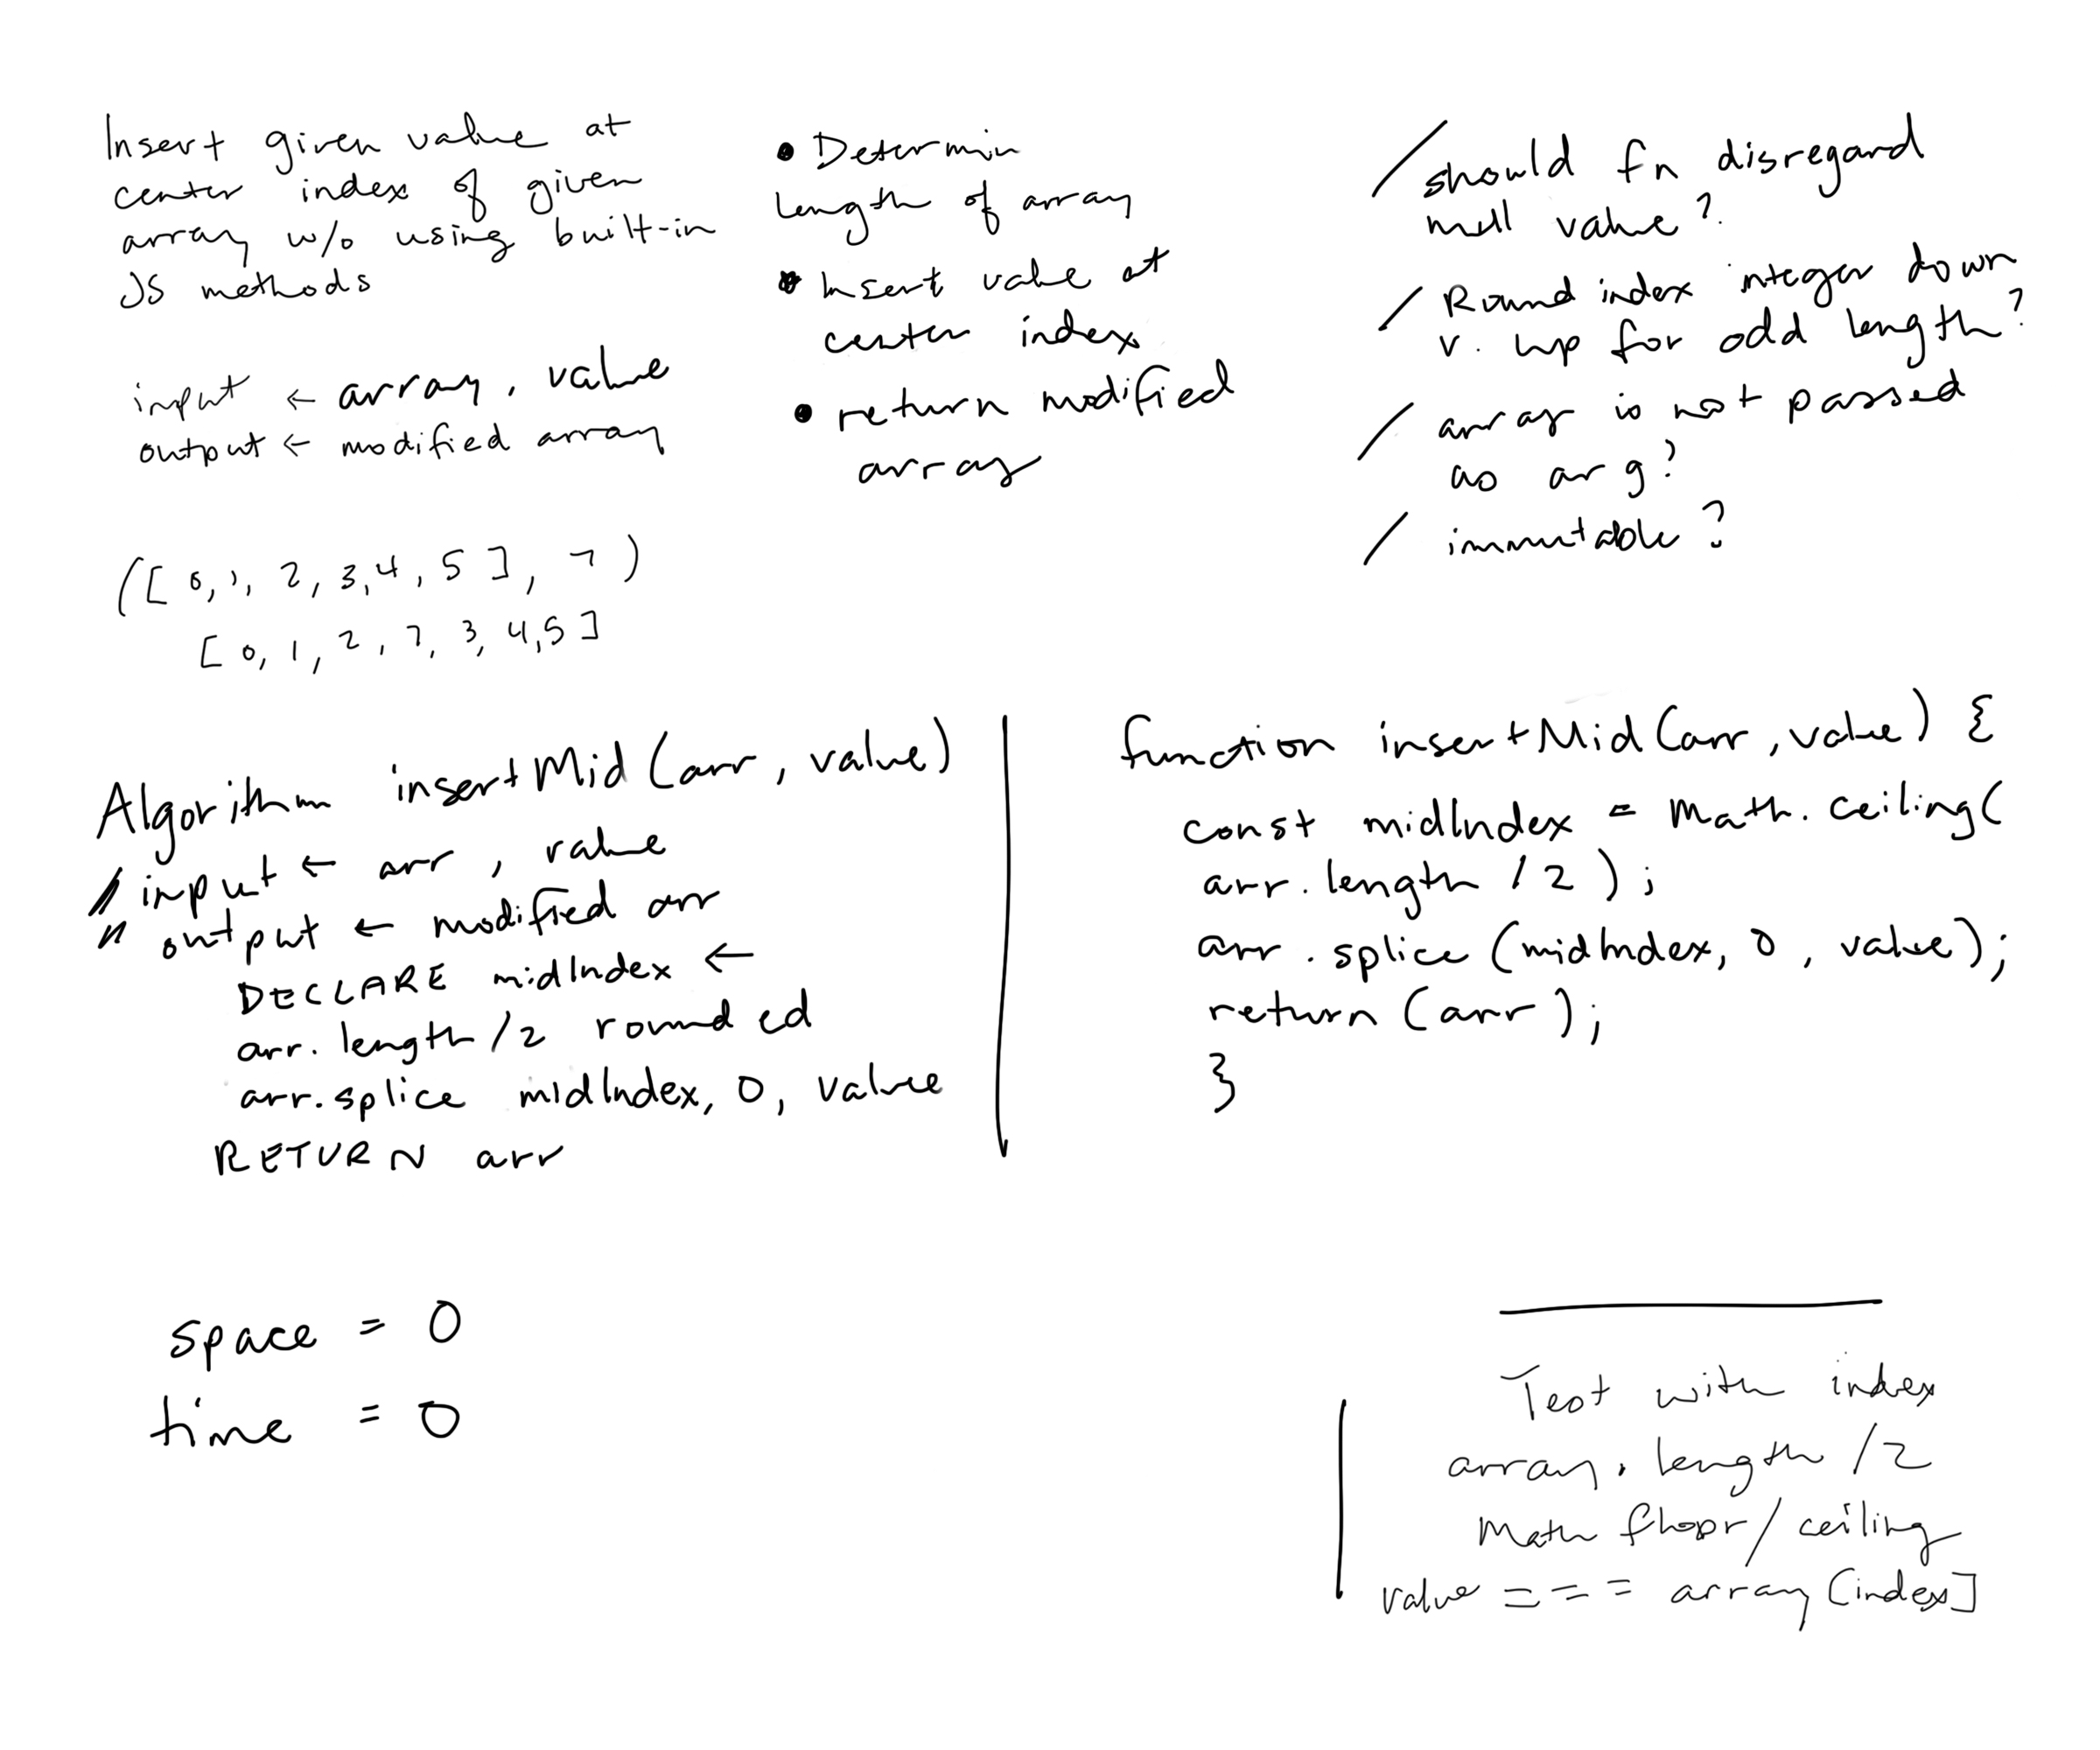 Insert given value at
center index of given
array w/o using built-in
JS methods
input ← array, value
output ← modified array
([ 0, 1, 2, 3, 4, 5 ], 7 )
[ 0, 1, 2, 7, 3, 4, 5 ]
• Determin
length of array
• Insert value at
center index
• return modified
array
/ should fn disregard
null value?
/ Round index integer down
v. up for odd length?
/ array is not passed
as arg?
/ immutable?
Algorithm insertMid (arr, value)
// input ← arr, value
// output ← modified arr
DECLARE midIndex ←
arr.length/2 rounded
arr.splice midIndex, 0, value
RETURN arr
function insertMid (arr, value) {
const midIndex = Math.ceiling(
arr.length / 2 );
arr.splice (midIndex, 0, value);
return (arr);
}
space = 0
time = 0
Test with index
array.length /2
Math floor/ceiling
value === array[index]